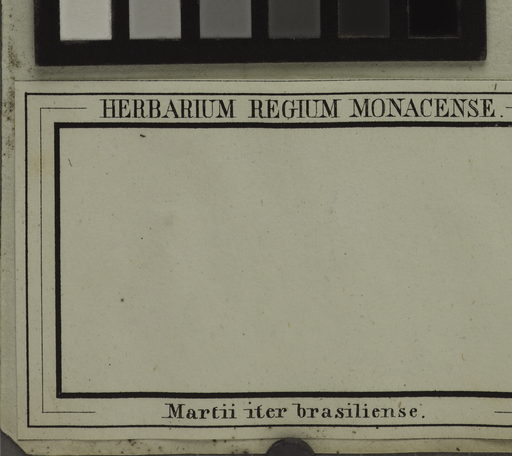 HERBARIUM REGIUM MONACENSE.
Martii iter brasiliense.